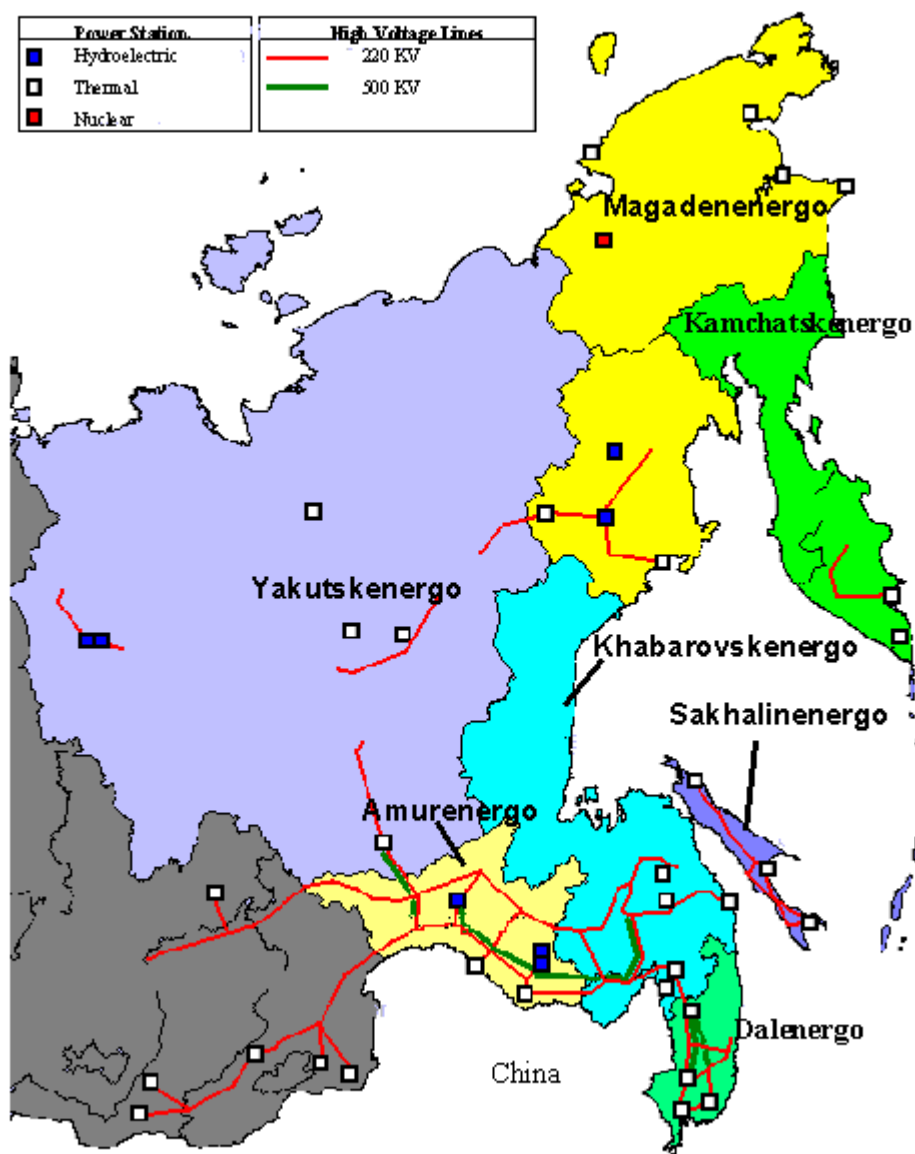 Power Station.
Hydroelectric
Thermal
Nuclear
High Voltage Lines
220 KV
500 KV
Magadenenergo
Kamchatskenergo
Yakutskenergo
Khabarovskenergo
Sakhalinenergo
Amurenergo
Dalenergo
China